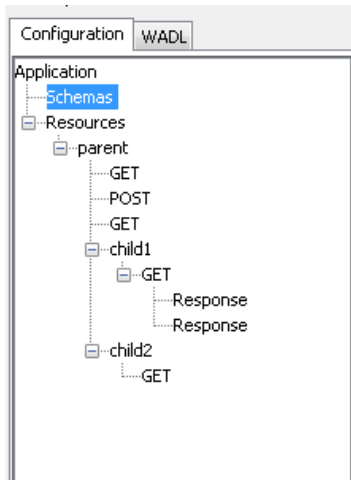 Configuration WADL
Application
Schemas
Resources
parent
GET
POST
GET
child1
GET
Response
Response
child2
GET